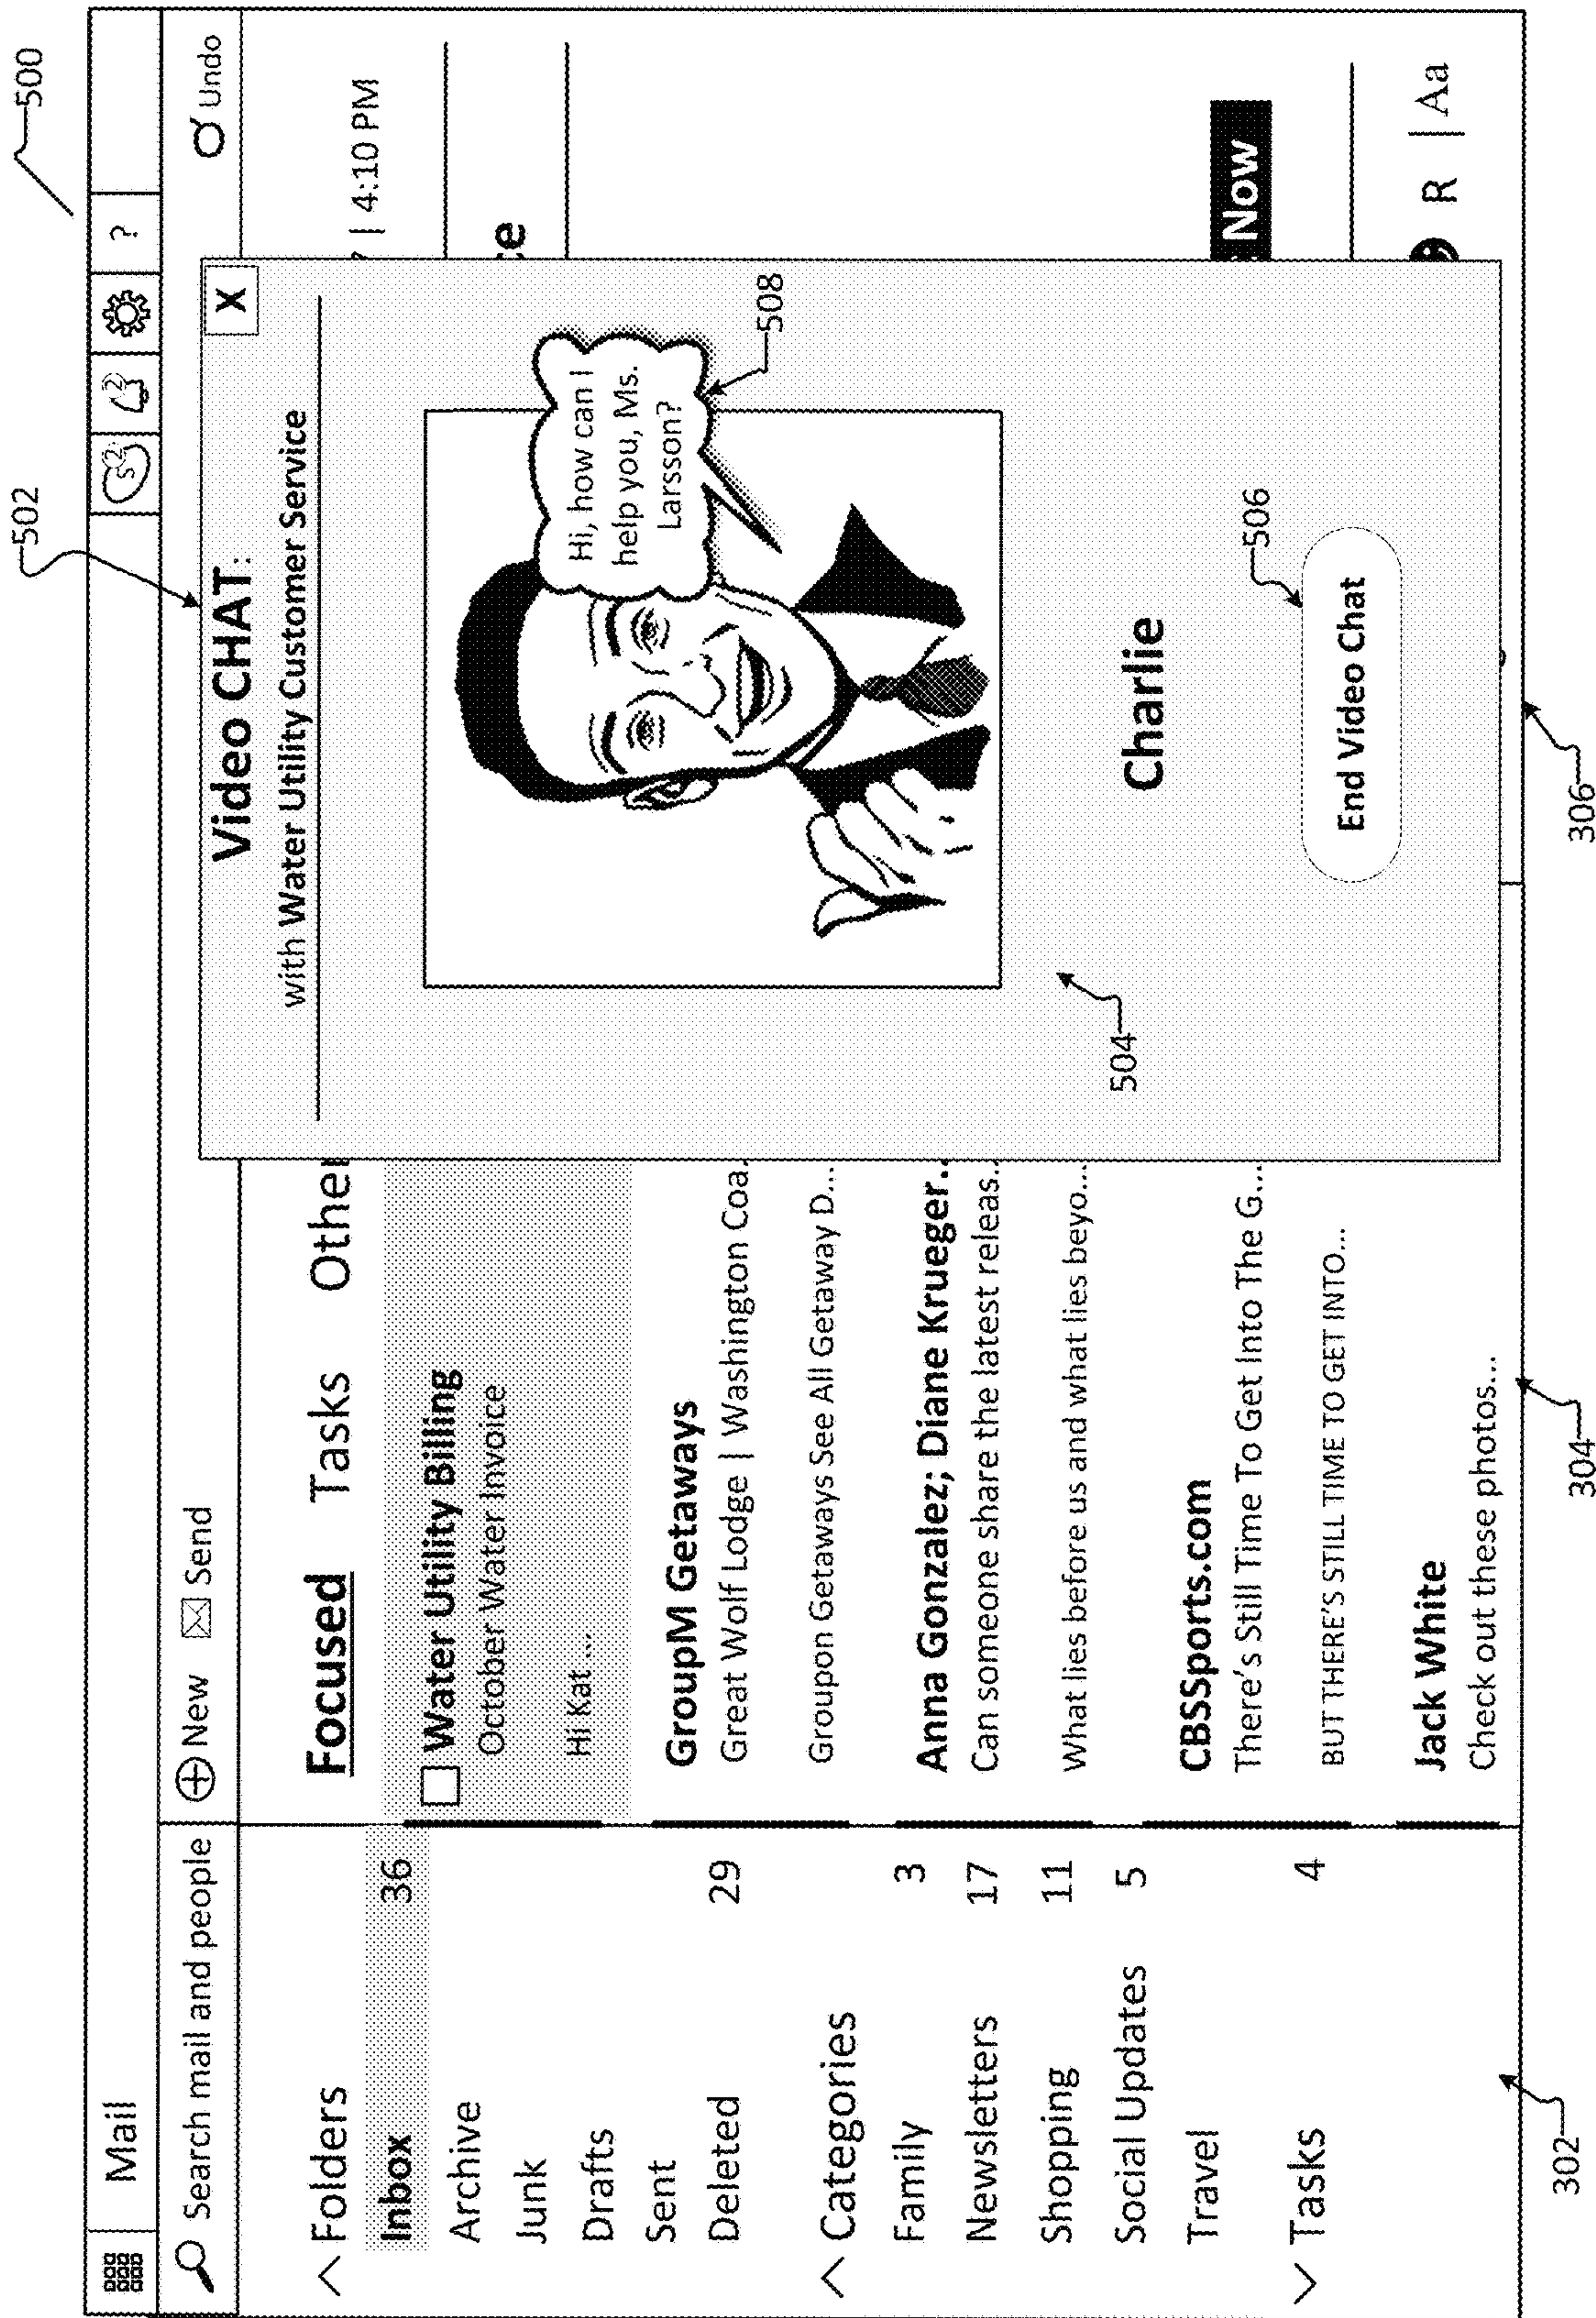 500
502
Mail
S2
2
?
Search mail and people
New
Send
Undo
Folders
Inbox 36
Archive
Junk
Drafts
Sent
Deleted 29
Categories
Family 3
Newsletters 17
Shopping 11
Social Updates 5
Travel
Tasks 4
Focused Tasks Other
Water Utility Billing
October Water Invoice
Hi Kat...
GroupM Getaways
Great Wolf Lodge | Washington Coa.
Groupon Getaways See All Getaway D...
Anna Gonzalez; Diane Krueger..
Can someone share the latest releas..
What lies before us and what lies beyo...
CBSSports.com
There's Still Time To Get Into The G...
BUT THERE'S STILL TIME TO GET INTO...
Jack White
Check out these photos...
Video CHAT:
with Water Utility Customer Service
X
Hi, how can I
help you, Ms.
Larsson?
508
504
Charlie
506
End Video Chat
| 4:10 PM
Now
R | Aa
302
304
306